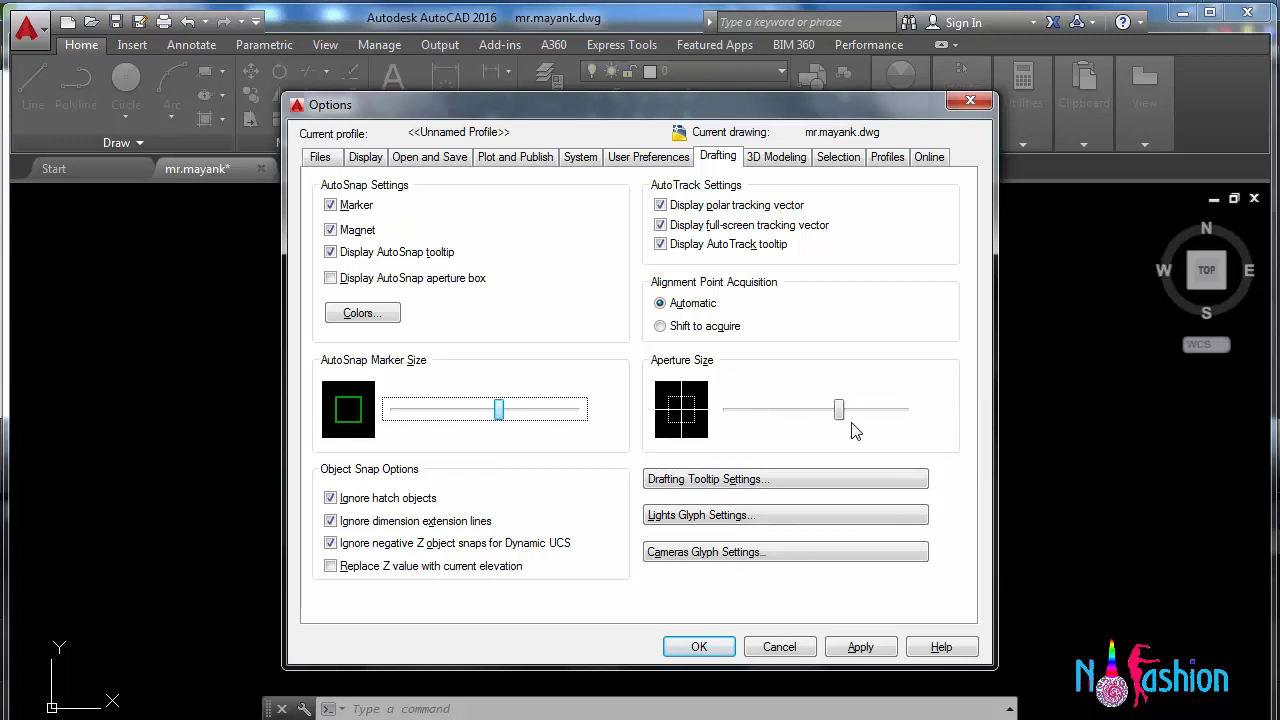 Autodesk AutoCAD 2016 mr.mayank.dwg
Type a keyword or phrase
Sign In
Home Insert Annotate Parametric View Manage Output Add-ins A360 Express Tools Featured Apps BIM 360 Performance
0
Line Polyline Circle Arc
Utilities Clipboard View
Draw
Start mr.mayank*
Options
Current profile: <<Unnamed Profile>> Current drawing: mr.mayank.dwg
Files Display Open and Save Plot and Publish System User Preferences Drafting 3D Modeling Selection Profiles Online
AutoSnap Settings
Marker
Magnet
Display AutoSnap tooltip
Display AutoSnap aperture box
Colors...
AutoTrack Settings
Display polar tracking vector
Display full-screen tracking vector
Display AutoTrack tooltip
Alignment Point Acquisition
Automatic
Shift to acquire
AutoSnap Marker Size
Aperture Size
Object Snap Options
Ignore hatch objects
Ignore dimension extension lines
Ignore negative Z object snaps for Dynamic UCS
Replace Z value with current elevation
Drafting Tooltip Settings...
Lights Glyph Settings...
Cameras Glyph Settings...
OK Cancel Apply Help
N
W TOP E
S
WCS
Y
X
Type a command
N Fashion